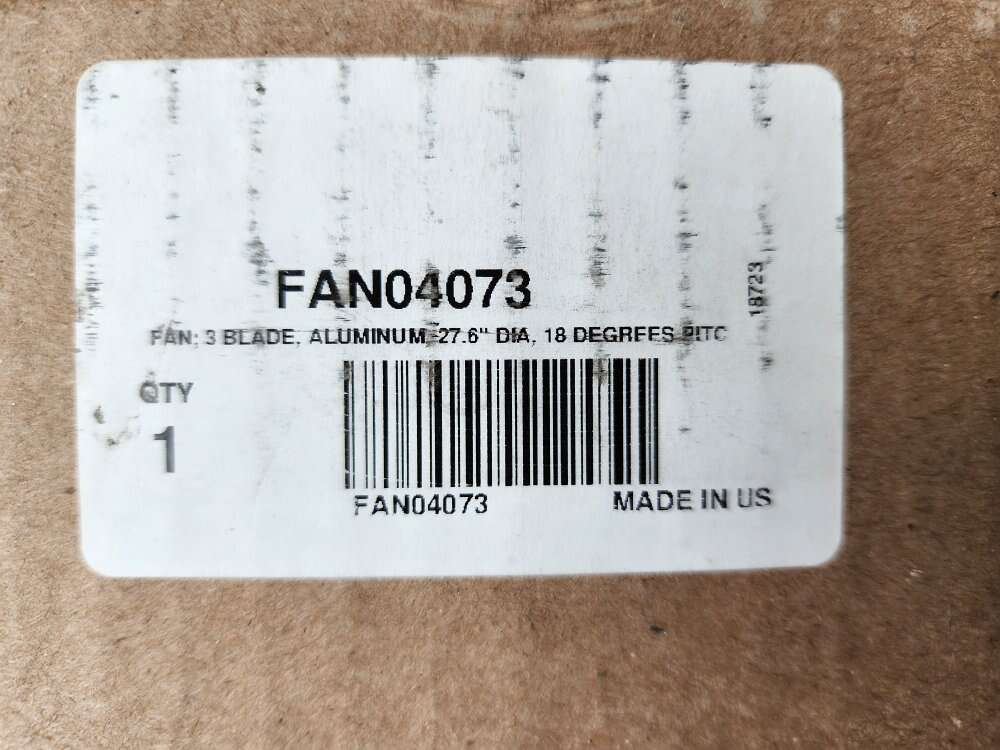 FAN04073
18723
FAN; 3 BLADE, ALUMINUM, 27.6" DIA, 18 DEGREES PITC
QTY
1
FAN04073
MADE IN US